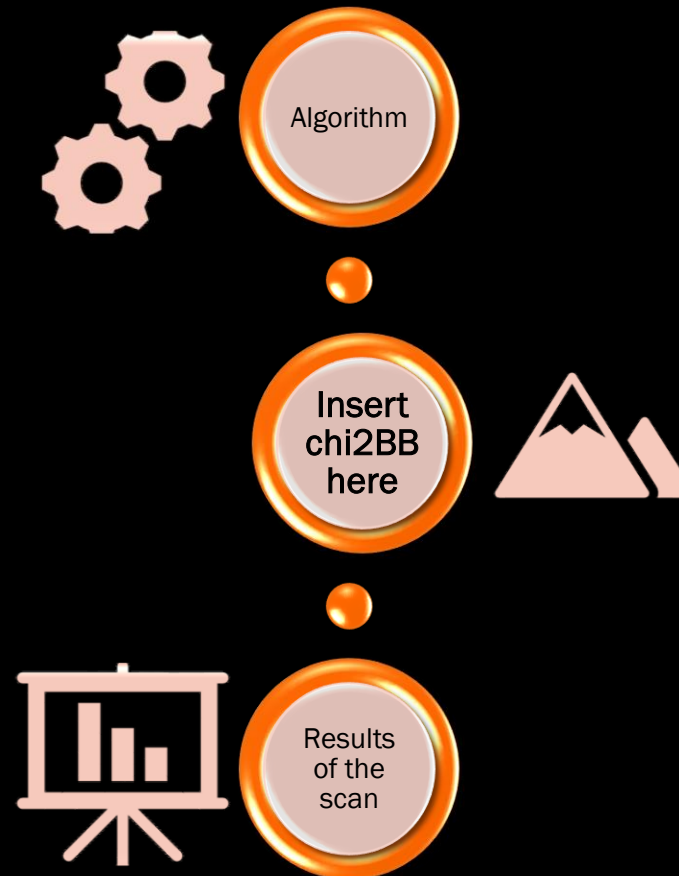 Algorithm
Insert
chi2BB
here
Results
of the
scan